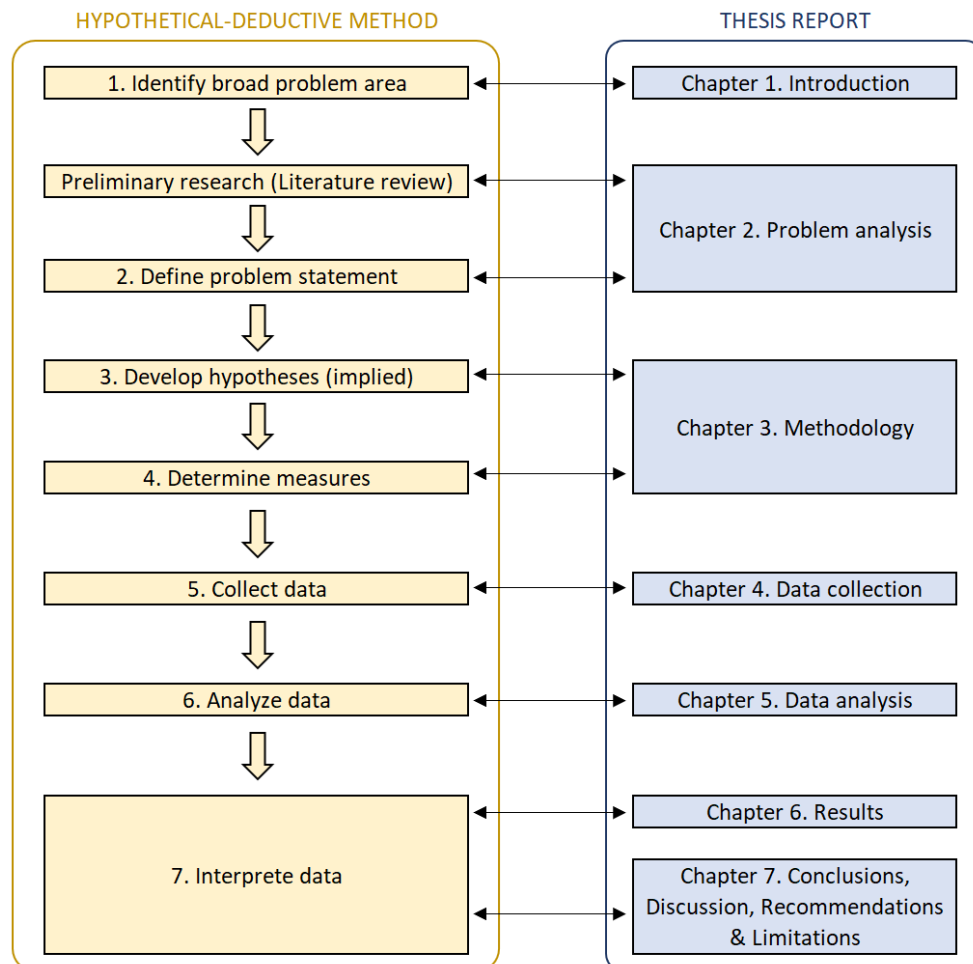 HYPOTHETICAL-DEDUCTIVE METHOD
THESIS REPORT
1. Identify broad problem area
Chapter 1. Introduction
Preliminary research (Literature review)
Chapter 2. Problem analysis
2. Define problem statement
3. Develop hypotheses (implied)
Chapter 3. Methodology
4. Determine measures
5. Collect data
Chapter 4. Data collection
6. Analyze data
Chapter 5. Data analysis
7. Interprete data
Chapter 6. Results
Chapter 7. Conclusions,
Discussion, Recommendations
& Limitations